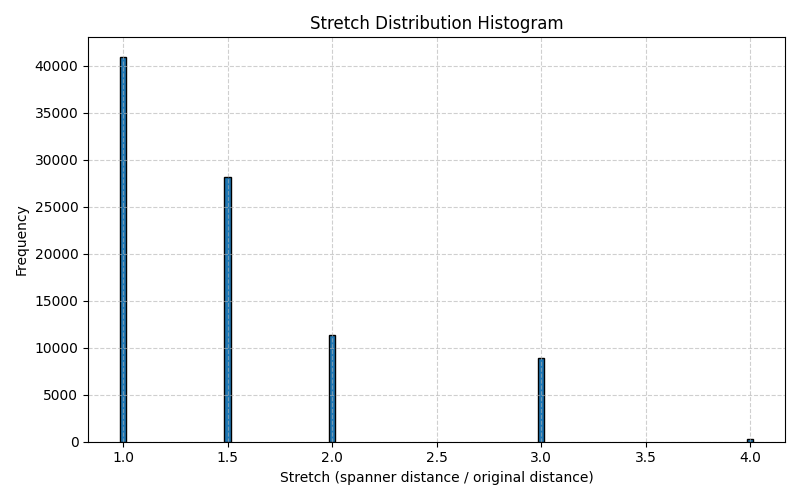 Stretch Distribution Histogram
Frequency
40000
35000
30000
25000
20000
15000
10000
5000
0
1.0 1.5 2.0 2.5 3.0 3.5 4.0
Stretch (spanner distance / original distance)